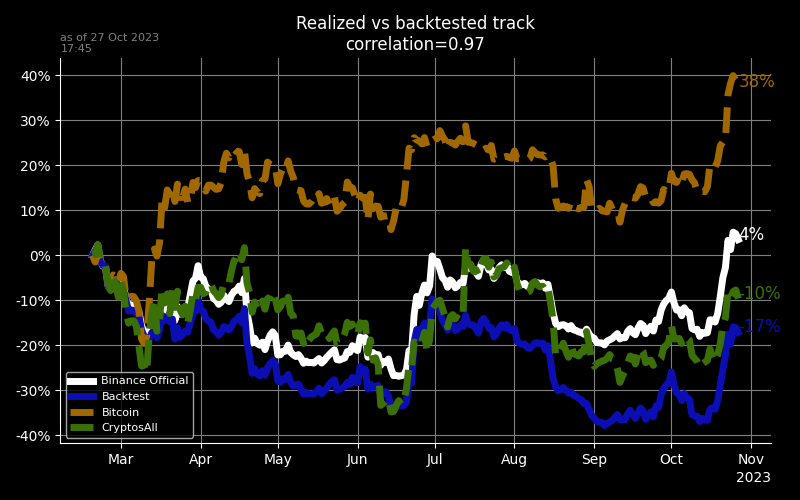 Realized vs backtested track
correlation=0.97
as of 27 Oct 2023
17:45
40%
30%
20%
10%
0%
-10%
-20%
-30%
-40%
38%
4%
-10%
-17%
Binance Official
Backtest
Bitcoin
CryptosAll
Mar
Apr
May
Jun
Jul
Aug
Sep
Oct
Nov
2023